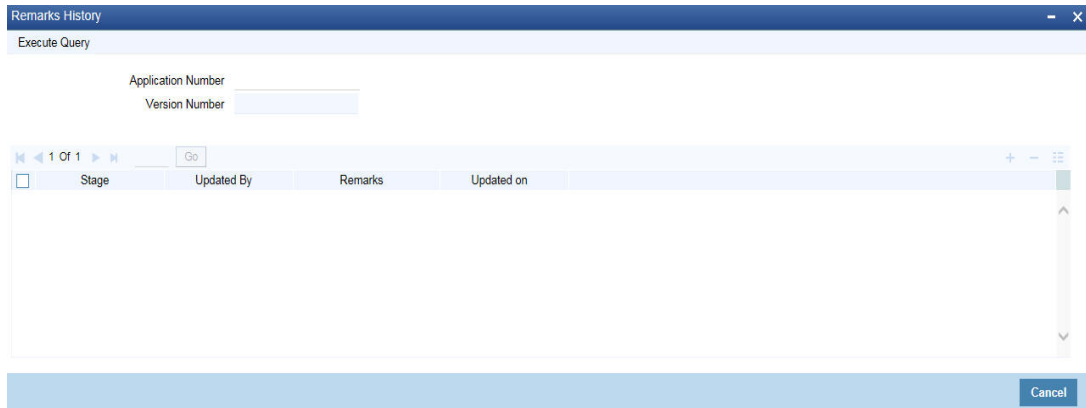 Remarks History
Execute Query
Application Number
Version Number
1 Of 1 Go
Stage Updated By Remarks Updated on
Cancel